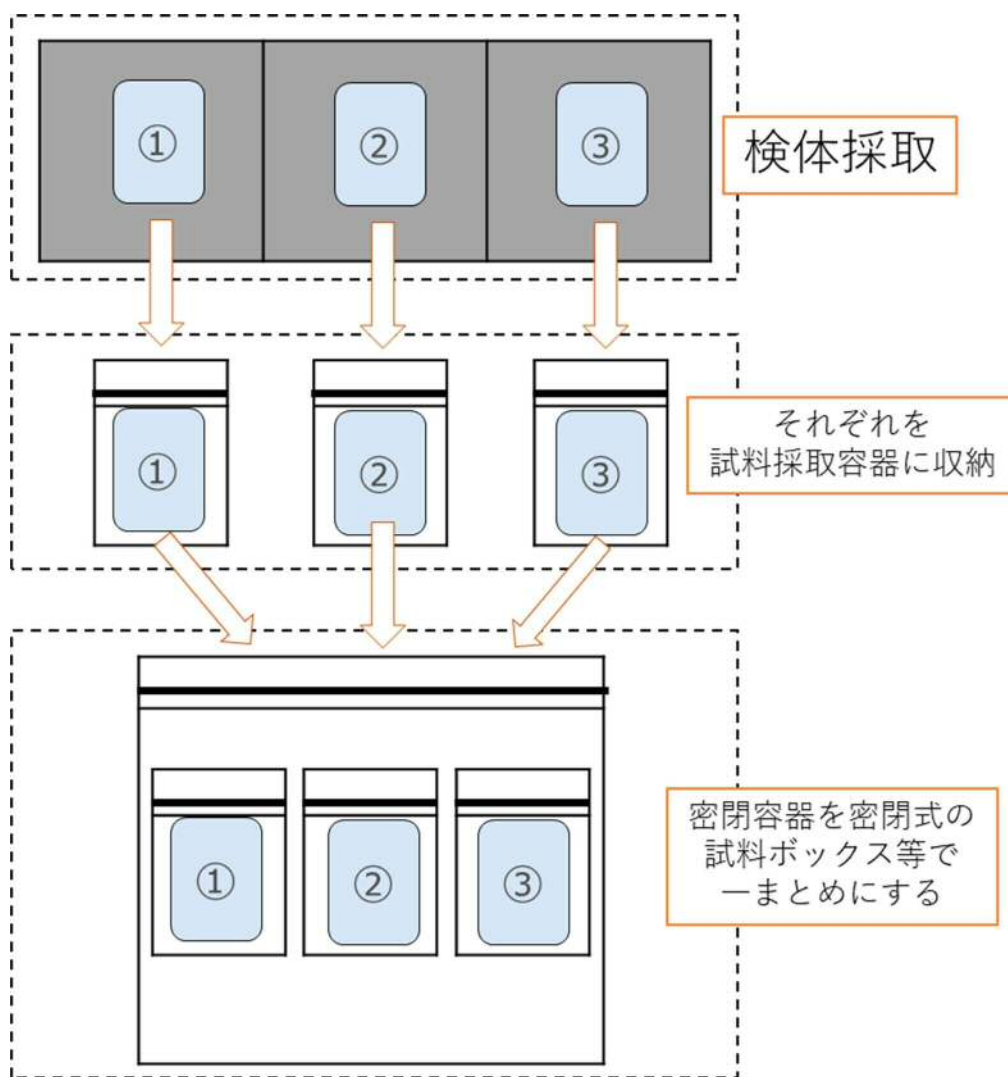 ① ② ③
検体採取
① ② ③
それぞれを
試料採取容器に収納
① ② ③
密閉容器を密閉式の
試料ボックス等で
一まとめにする